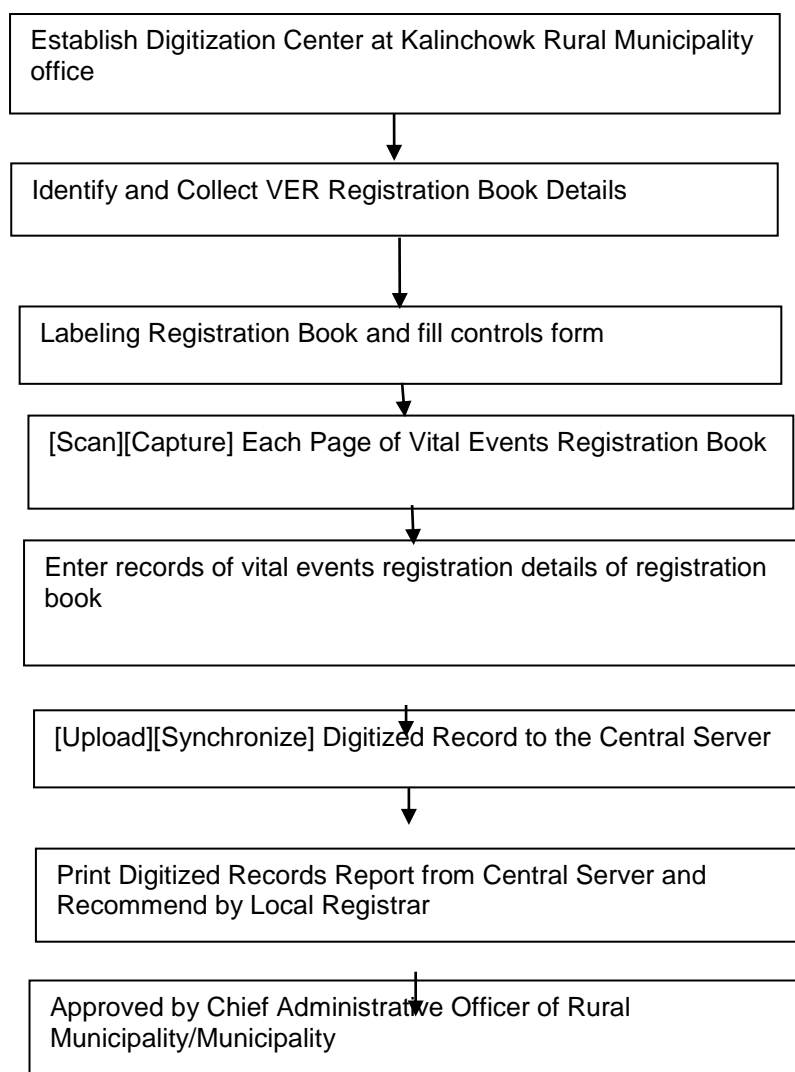 Establish Digitization Center at Kalinchowk Rural Municipality
office
Identify and Collect VER Registration Book Details
Labeling Registration Book and fill controls form
[Scan][Capture] Each Page of Vital Events Registration Book
Enter records of vital events registration details of registration
book
[Upload][Synchronize] Digitized Record to the Central Server
Print Digitized Records Report from Central Server and
Recommend by Local Registrar
Approved by Chief Administrative Officer of Rural
Municipality/Municipality